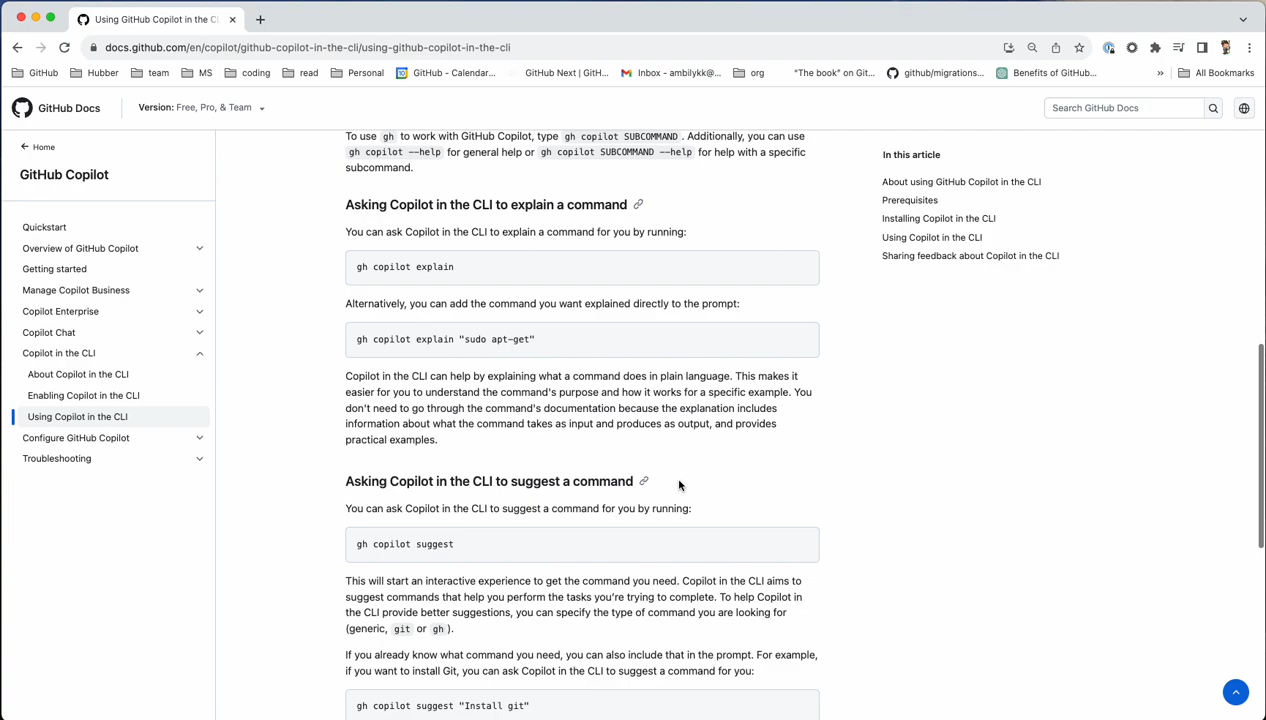 Using GitHub Copilot in the C
docs.github.com/en/copilot/github-copilot-in-the-cli/using-github-copilot-in-the-cli
GitHub Hubber team MS coding read Personal GitHub - Calendar... GitHub Next | GitH... Inbox - ambilykk@... org "The book" on Git... github/migrations... Benefits of GitHub... » All Bookmarks
GitHub Docs Version: Free, Pro, & Team Search GitHub Docs
Home
GitHub Copilot
Quickstart
Overview of GitHub Copilot
Getting started
Manage Copilot Business
Copilot Enterprise
Copilot Chat
Copilot in the CLI
About Copilot in the CLI
Enabling Copilot in the CLI
Using Copilot in the CLI
Configure GitHub Copilot
Troubleshooting
To use gh to work with GitHub Copilot, type gh copilot SUBCOMMAND. Additionally, you can use
gh copilot --help for general help or gh copilot SUBCOMMAND --help for help with a specific
subcommand.
Asking Copilot in the CLI to explain a command
You can ask Copilot in the CLI to explain a command for you by running:
gh copilot explain
Alternatively, you can add the command you want explained directly to the prompt:
gh copilot explain "sudo apt-get"
Copilot in the CLI can help by explaining what a command does in plain language. This makes it
easier for you to understand the command's purpose and how it works for a specific example. You
don't need to go through the command's documentation because the explanation includes
information about what the command takes as input and produces as output, and provides
practical examples.
Asking Copilot in the CLI to suggest a command
You can ask Copilot in the CLI to suggest a command for you by running:
gh copilot suggest
This will start an interactive experience to get the command you need. Copilot in the CLI aims to
suggest commands that help you perform the tasks you're trying to complete. To help Copilot in
the CLI provide better suggestions, you can specify the type of command you are looking for
(generic, git or gh).
If you already know what command you need, you can also include that in the prompt. For example,
if you want to install Git, you can ask Copilot in the CLI to suggest a command for you:
gh copilot suggest "Install git"
In this article
About using GitHub Copilot in the CLI
Prerequisites
Installing Copilot in the CLI
Using Copilot in the CLI
Sharing feedback about Copilot in the CLI